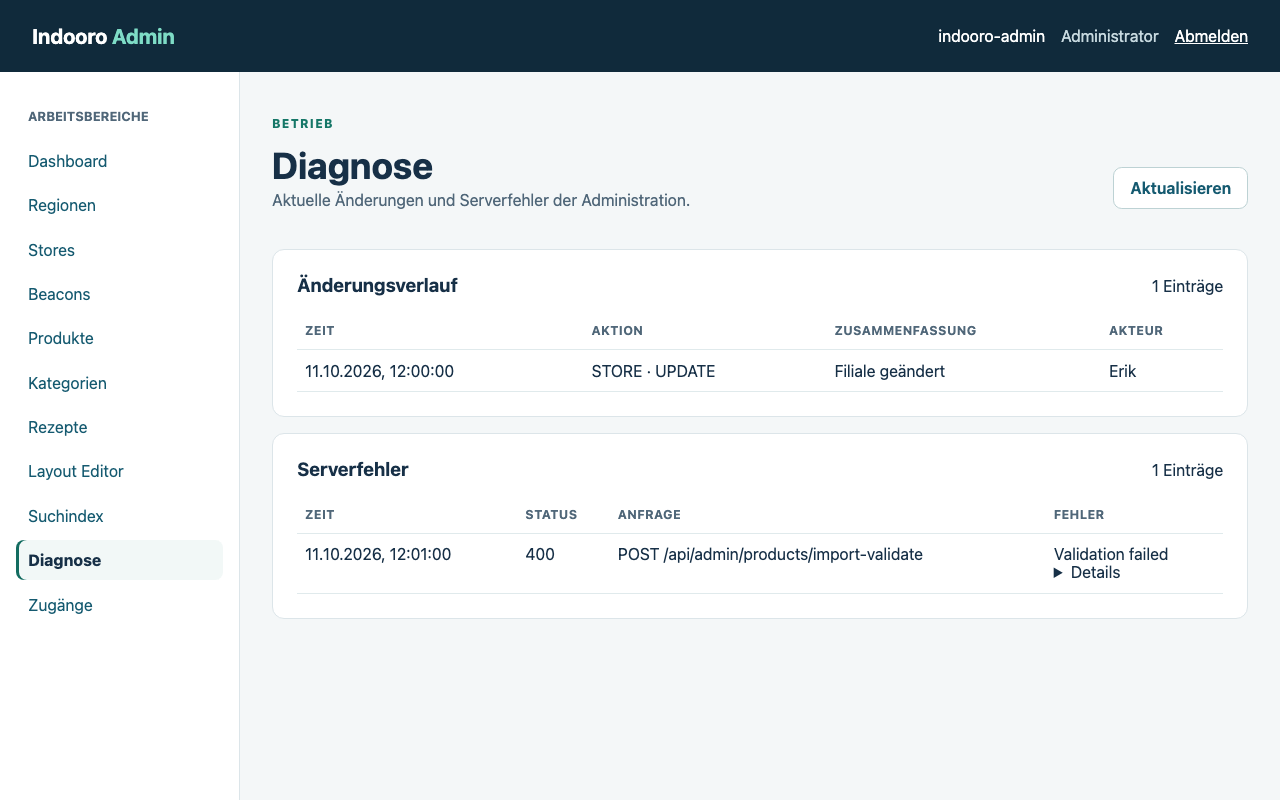 Indooro Admin
indooro-admin Administrator Abmelden
ARBEITSBEREICHE
Dashboard
Regionen
Stores
Beacons
Produkte
Kategorien
Rezepte
Layout Editor
Suchindex
Diagnose
Zugänge
BETRIEB
Diagnose
Aktuelle Änderungen und Serverfehler der Administration.
Aktualisieren
Änderungsverlauf 1 Einträge
ZEIT AKTION ZUSAMMENFASSUNG AKTEUR
11.10.2026, 12:00:00 STORE · UPDATE Filiale geändert Erik
Serverfehler 1 Einträge
ZEIT STATUS ANFRAGE FEHLER
11.10.2026, 12:01:00 400 POST /api/admin/products/import-validate Validation failed
Details